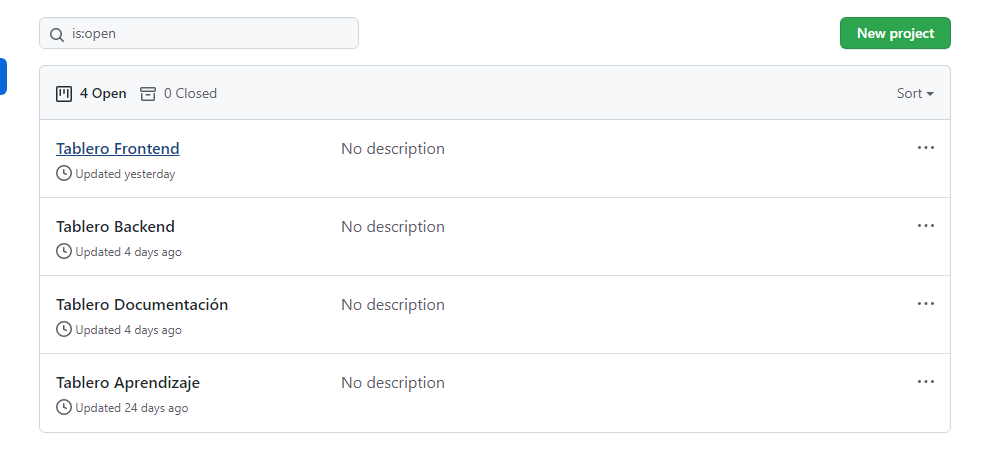 is:open
New project
4 Open 0 Closed Sort
Tablero Frontend No description
Updated yesterday
Tablero Backend No description
Updated 4 days ago
Tablero Documentación No description
Updated 4 days ago
Tablero Aprendizaje No description
Updated 24 days ago